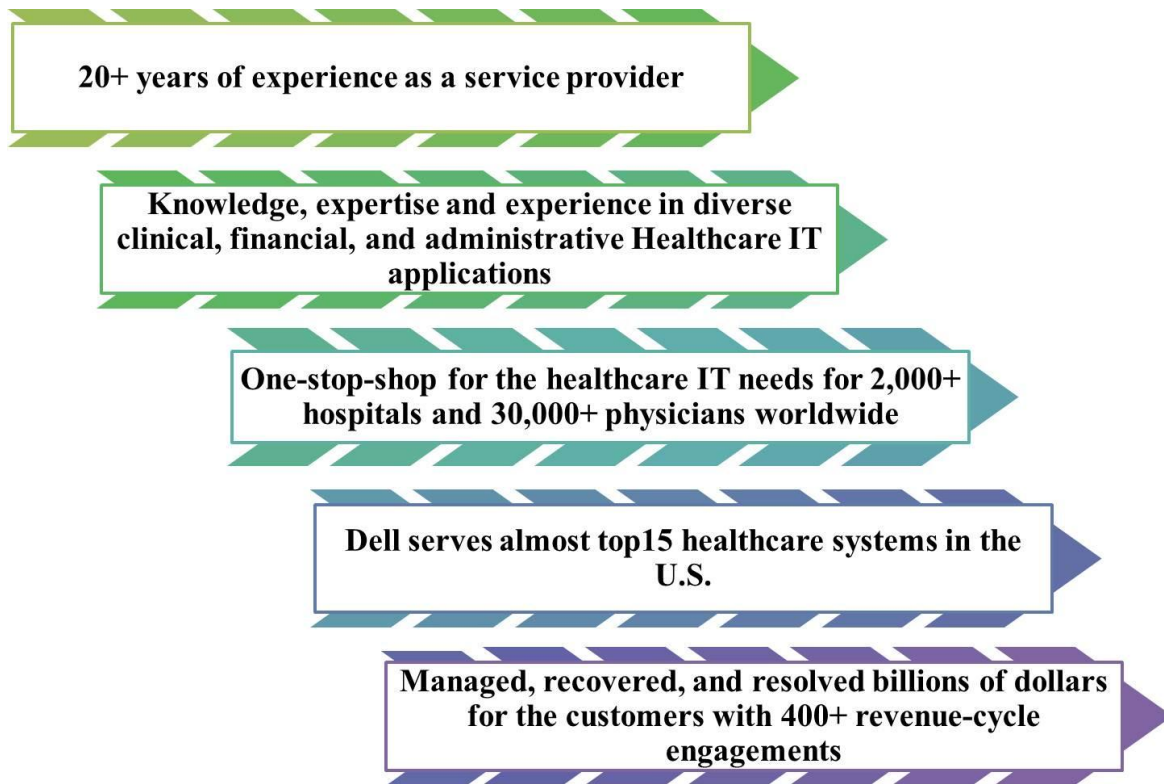 20+ years of experience as a service provider
Knowledge, expertise and experience in diverse
clinical, financial, and administrative Healthcare IT
applications
One-stop-shop for the healthcare IT needs for 2,000+
hospitals and 30,000+ physicians worldwide
Dell serves almost top15 healthcare systems in the
U.S.
Managed, recovered, and resolved billions of dollars
for the customers with 400+ revenue-cycle
engagements